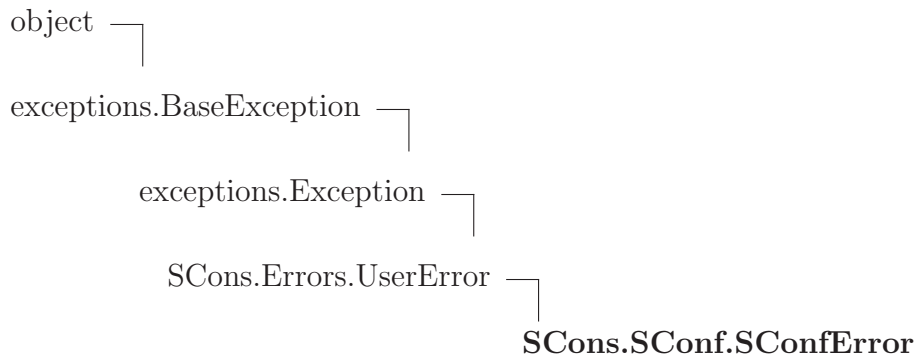 object
exceptions.BaseException
exceptions.Exception
SCons.Errors.UserError
SCons.SConf.SConfError